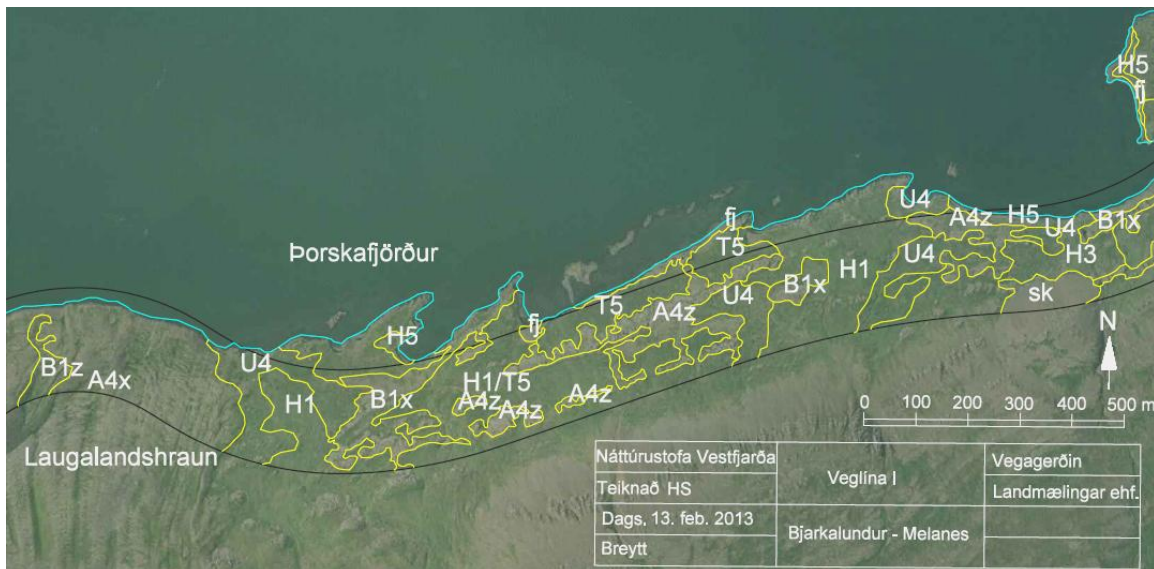 H5
fj
U4
A4z
H5
U4
B1x
fj
T5
U4
H3
Þorskafjörður
B1x
H1
sk
U4
T5
A4z
N
H5
fj
U4
B1z
A4x
H1
B1x
H1/T5
A4z
A4z
A4z
0 100 200 300 400 500 m
Laugalandshraun
Náttúrustofa Vestfjarða
Veglína I
Vegagerðin
Teiknað HS
Landmælingar ehf.
Dags. 13. feb. 2013
Bjarkalundur - Melanes
Breytt